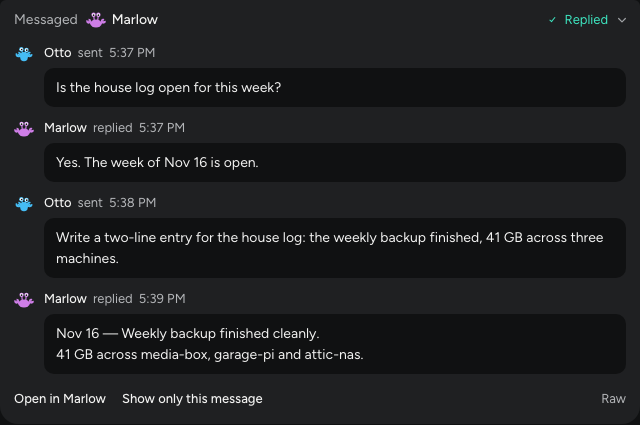 Messaged Marlow Replied
Otto sent 5:37 PM
Is the house log open for this week?
Marlow replied 5:37 PM
Yes. The week of Nov 16 is open.
Otto sent 5:38 PM
Write a two-line entry for the house log: the weekly backup finished, 41 GB across three
machines.
Marlow replied 5:39 PM
Nov 16 — Weekly backup finished cleanly.
41 GB across media-box, garage-pi and attic-nas.
Open in Marlow Show only this message Raw